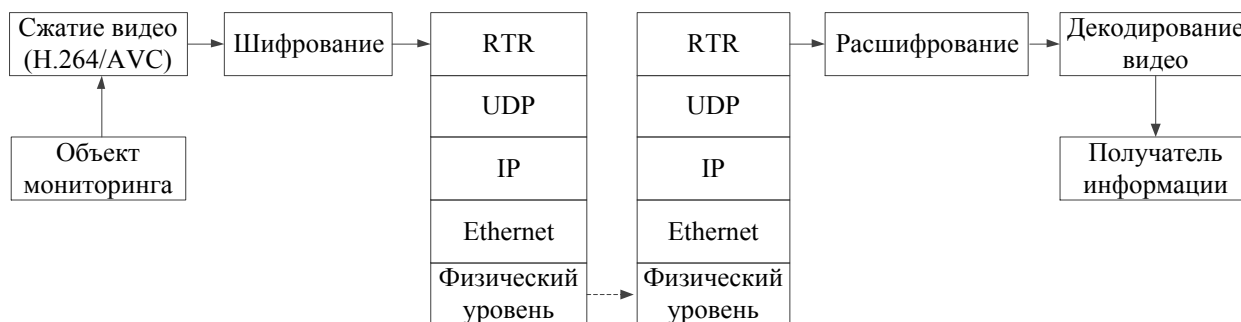 Сжатие видео
(H.264/AVC)
Шифрование
Объект
мониторинга
RTR
UDP
IP
Ethernet
Физический
уровень
RTR
UDP
IP
Ethernet
Физический
уровень
Расшифрование
Декодирование
видео
Получатель
информации